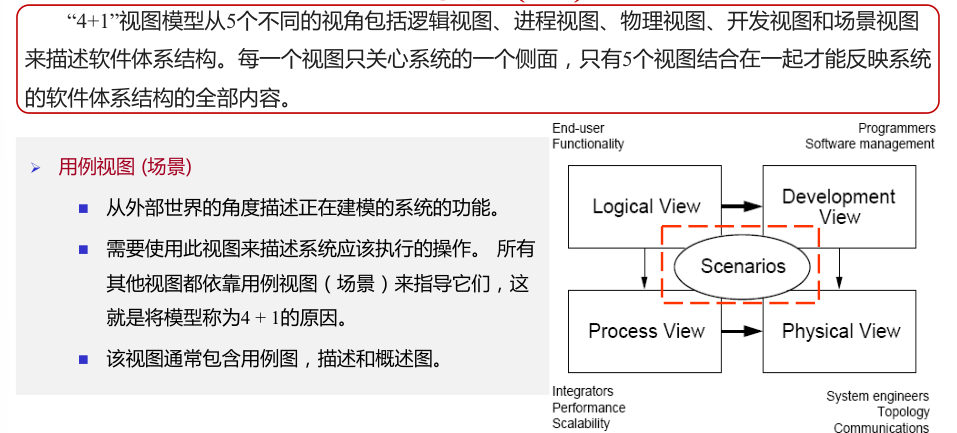 “4+1”视图模型从5个不同的视角包括逻辑视图、进程视图、物理视图、开发视图和场景视图
来描述软件体系结构。每一个视图只关心系统的一个侧面，只有5个视图结合在一起才能反映系统
的软件体系结构的全部内容。
用例视图 (场景)
从外部世界的角度描述正在建模的系统的功能。
需要使用此视图来描述系统应该执行的操作。 所有
其他视图都依靠用例视图（场景）来指导它们，这
就是将模型称为4 + 1的原因。
该视图通常包含用例图，描述和概述图。
End-user
Functionality
Programmers
Software management
Logical View
Development
View
Scenarios
Process View
Physical View
Integrators
Performance
Scalability
System engineers
Topology
Communications